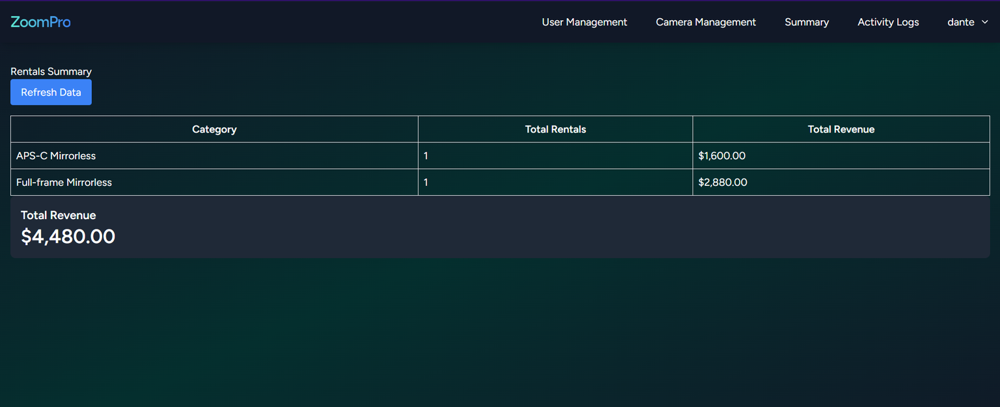 ZoomPro User Management Camera Management Summary Activity Logs dante
Rentals Summary
Refresh Data
Category Total Rentals Total Revenue
APS-C Mirrorless 1 $1,600.00
Full-frame Mirrorless 1 $2,880.00
Total Revenue
$4,480.00